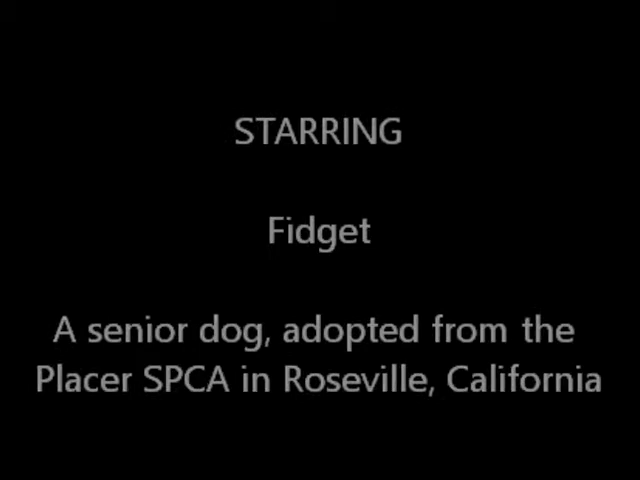 STARRING
Fidget
A senior dog, adopted from the
Placer SPCA in Roseville, California